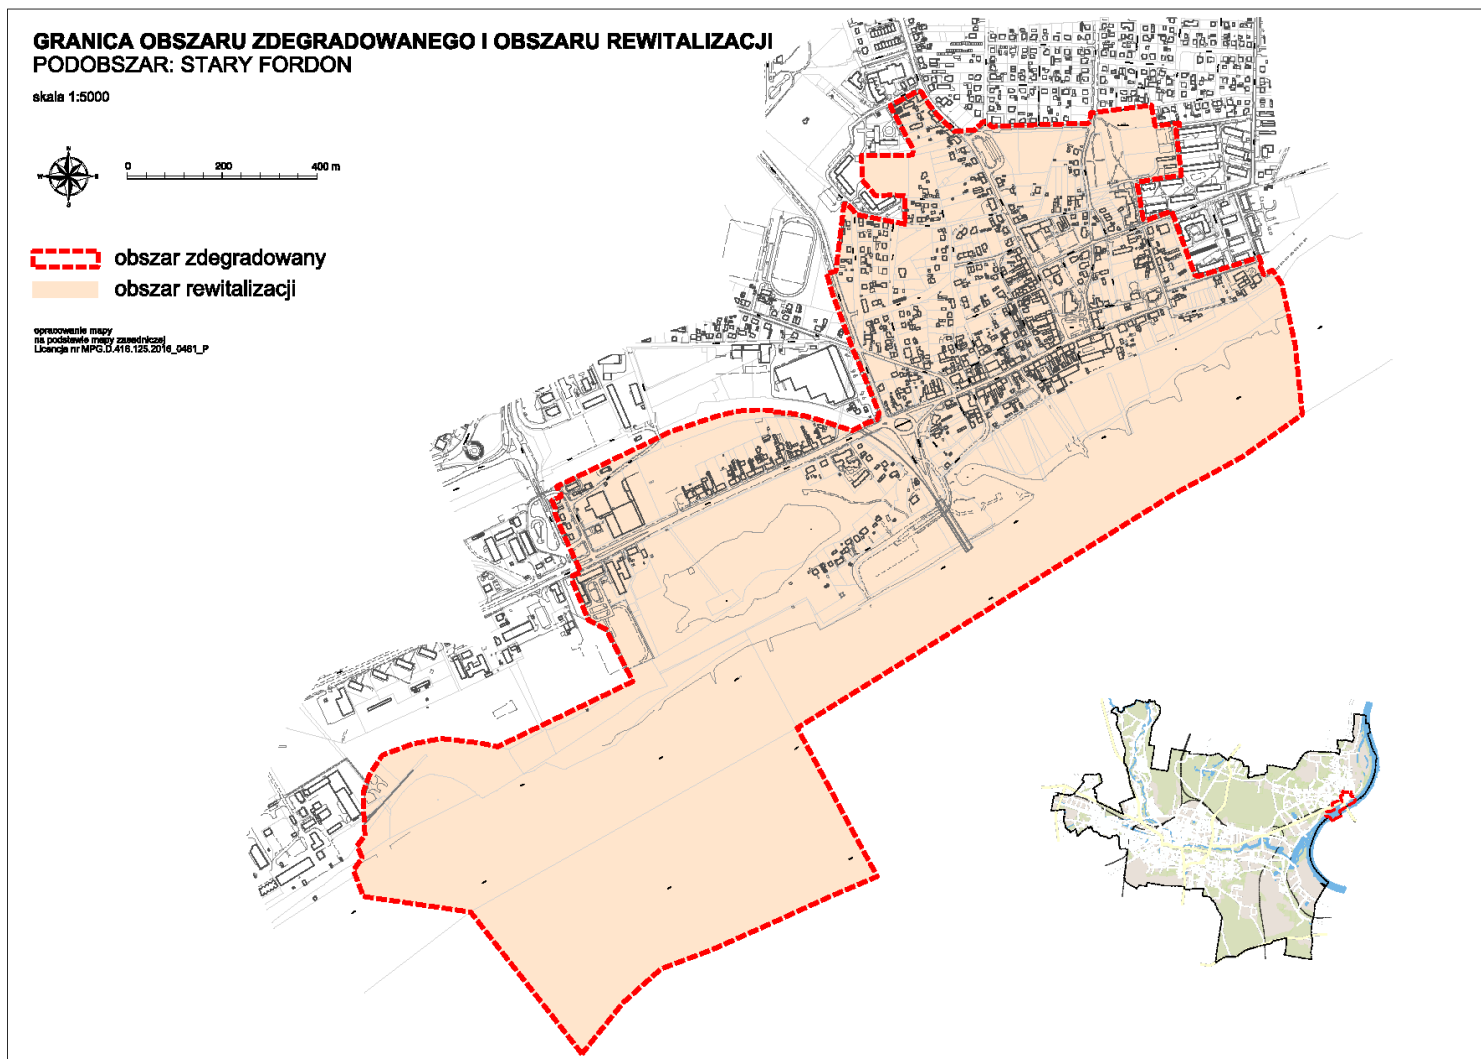 GRANICA OBSZARU ZDEGRADOWANEGO I OBSZARU REWITALIZACJI
PODOBSZAR: STARY FORDON
skala 1:5000
N
W E
S
0 200 400 m
obszar zdegradowany
obszar rewitalizacji
opracowanie mapy
na podstawie mapy zasadniczej
Licencja nr MPG.D.416.125.2016_0461_P